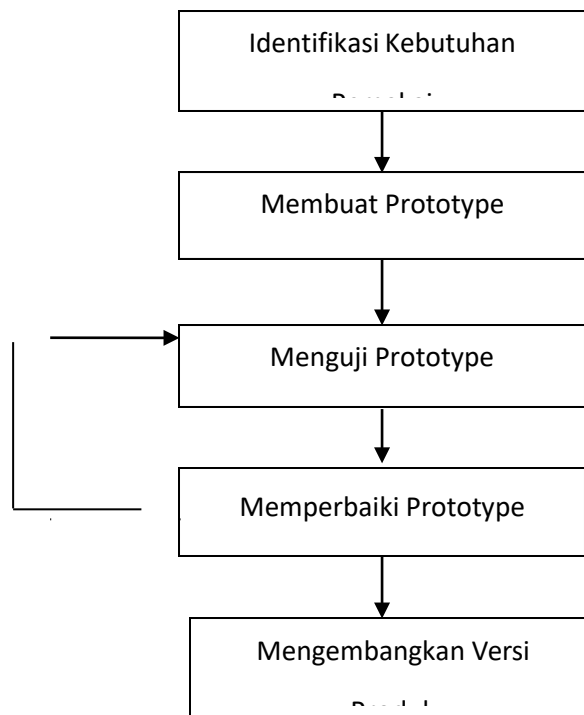 Identifikasi Kebutuhan
Membuat Prototype
Menguji Prototype
Memperbaiki Prototype
Mengembangkan Versi